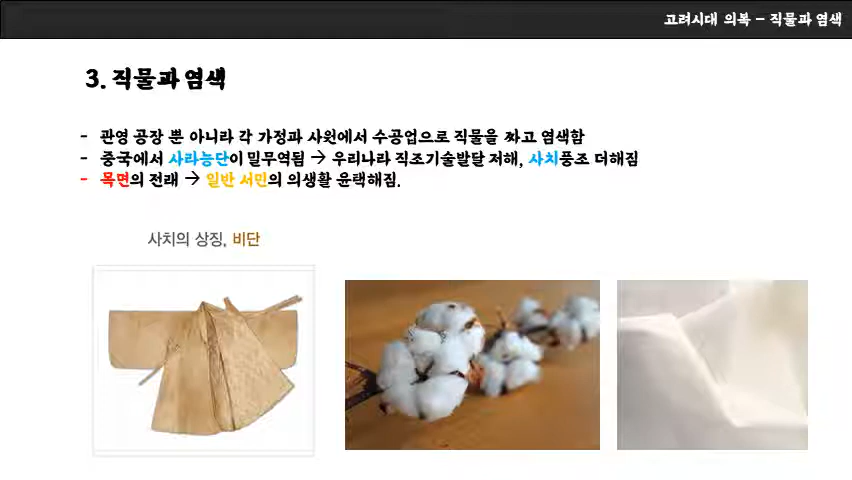 고려시대 의복 - 직물과 염색
3. 직물과 염색
- 관영 공장 뿐 아니라 각 가정과 사원에서 수공업으로 직물을 짜고 염색함
- 중국에서 사라능단이 밀무역됨 → 우리나라 직조기술발달 저해, 사치풍조 더해짐
- 목면의 전래 → 일반 서민의 의생활 윤택해짐.
사치의 상징, 비단